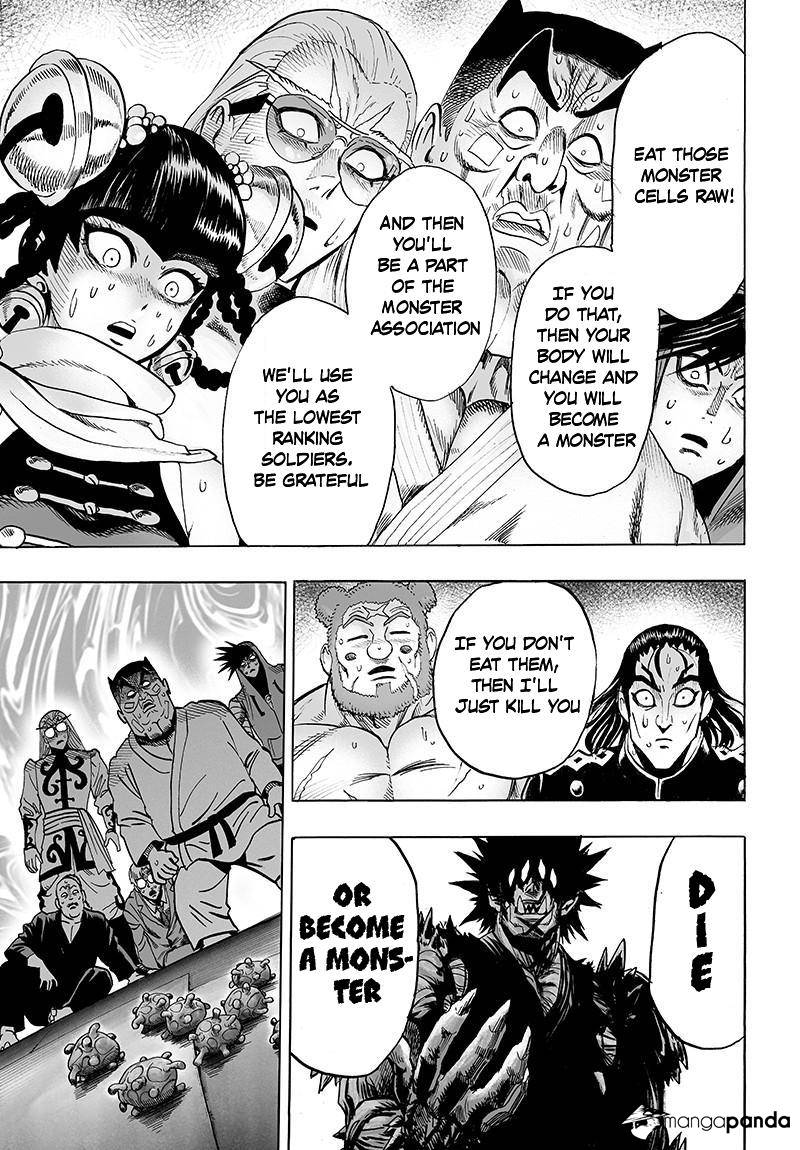 EAT THOSE
MONSTER
CELLS RAW!
IF YOU
DO THAT,
THEN YOUR
BODY WILL
CHANGE AND
YOU WILL
BECOME
A MONSTER
AND THEN
YOU'LL
BE A PART
OF THE
MONSTER
ASSOCIATION
WE'LL USE
YOU AS
THE LOWEST
RANKING
SOLDIERS.
BE GRATEFUL
IF YOU DON'T
EAT THEM,
THEN I'LL
JUST KILL YOU
DIE
OR
BECOME
A MONS-
TER
mangapanda